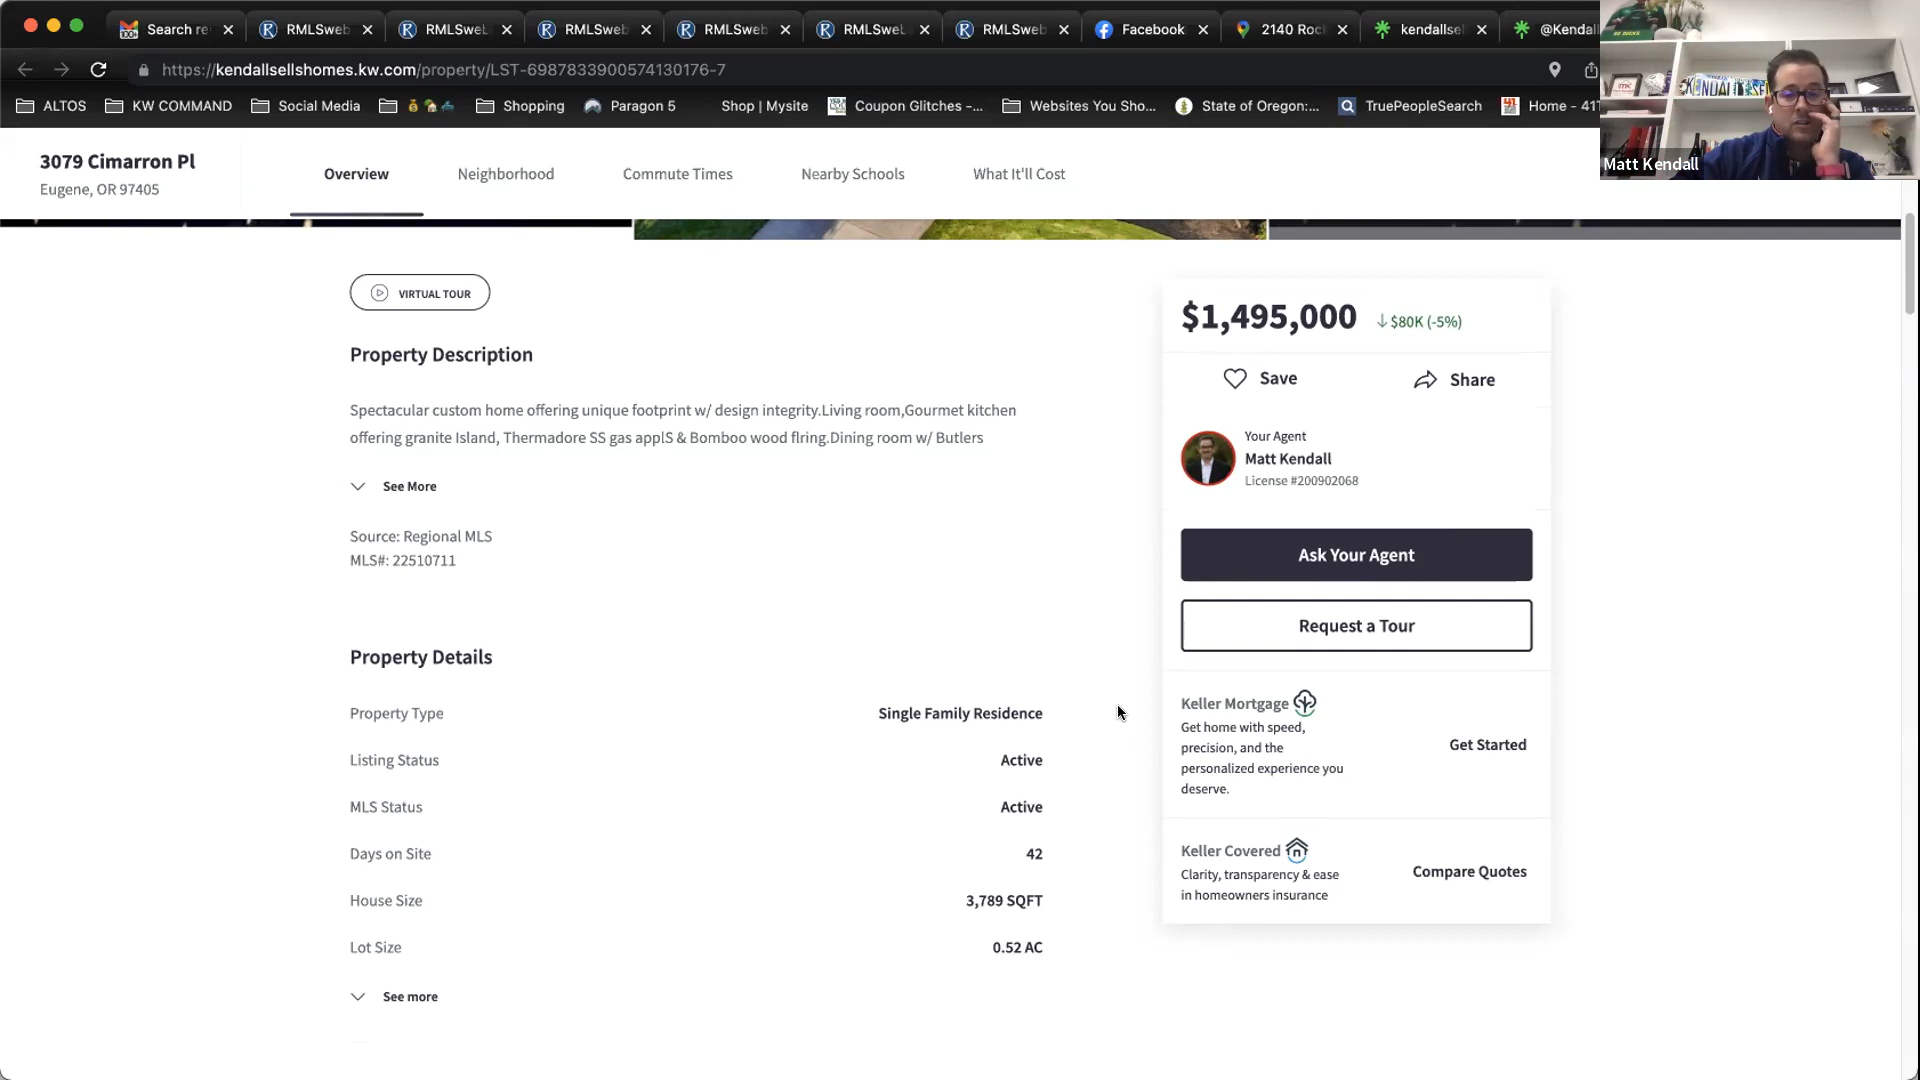 Search re
RMLSweb
RMLSwel
RMLSweb
RMLSweb
RMLSwel
RMLSweb
Facebook
2140 Roc
kendallsel
@Kendal
https://kendallsellshomes.kw.com/property/LST-6987833900574130176-7
ALTOS
KW COMMAND
Social Media
Shopping
Paragon 5
Shop | Mysite
Coupon Glitches -...
Websites You Sho...
State of Oregon:...
TruePeopleSearch
Home - 411
Matt Kendall
3079 Cimarron Pl
Eugene, OR 97405
Overview
Neighborhood
Commute Times
Nearby Schools
What It'll Cost
VIRTUAL TOUR
Property Description
Spectacular custom home offering unique footprint w/ design integrity.Living room,Gourmet kitchen
offering granite Island, Thermadore SS gas applS & Bomboo wood flring.Dining room w/ Butlers
See More
Source: Regional MLS
MLS#: 22510711
Property Details
Property Type Single Family Residence
Listing Status Active
MLS Status Active
Days on Site 42
House Size 3,789 SQFT
Lot Size 0.52 AC
See more
$1,495,000 ↓$80K (-5%)
Save
Share
Your Agent
Matt Kendall
License #200902068
Ask Your Agent
Request a Tour
Keller Mortgage
Get home with speed,
precision, and the
personalized experience you
deserve.
Get Started
Keller Covered
Clarity, transparency & ease
in homeowners insurance
Compare Quotes